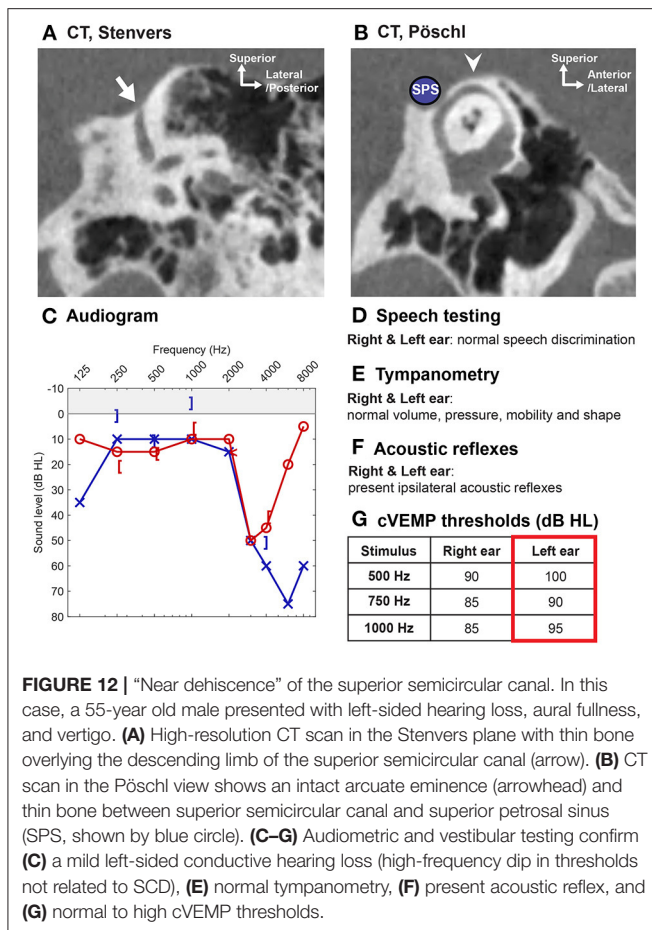 A CT, Stenvers
Superior
Lateral
/Posterior
B CT, Pöschl
SPS
Superior
Anterior
/Lateral
C Audiogram
Frequency (Hz)
125 250 500 1000 2000 4000 8000
Sound level (dB HL)
-10
0
10
20
30
40
50
60
70
80
D Speech testing
Right & Left ear: normal speech discrimination
E Tympanometry
Right & Left ear:
normal volume, pressure, mobility and shape
F Acoustic reflexes
Right & Left ear:
present ipsilateral acoustic reflexes
G cVEMP thresholds (dB HL)
Stimulus Right ear Left ear
500 Hz 90 100
750 Hz 85 90
1000 Hz 85 95
FIGURE 12 | "Near dehiscence" of the superior semicircular canal. In this
case, a 55-year old male presented with left-sided hearing loss, aural fullness,
and vertigo. (A) High-resolution CT scan in the Stenvers plane with thin bone
overlying the descending limb of the superior semicircular canal (arrow). (B) CT
scan in the Pöschl view shows an intact arcuate eminence (arrowhead) and
thin bone between superior semicircular canal and superior petrosal sinus
(SPS, shown by blue circle). (C–G) Audiometric and vestibular testing confirm
(C) a mild left-sided conductive hearing loss (high-frequency dip in thresholds
not related to SCD), (E) normal tympanometry, (F) present acoustic reflex, and
(G) normal to high cVEMP thresholds.